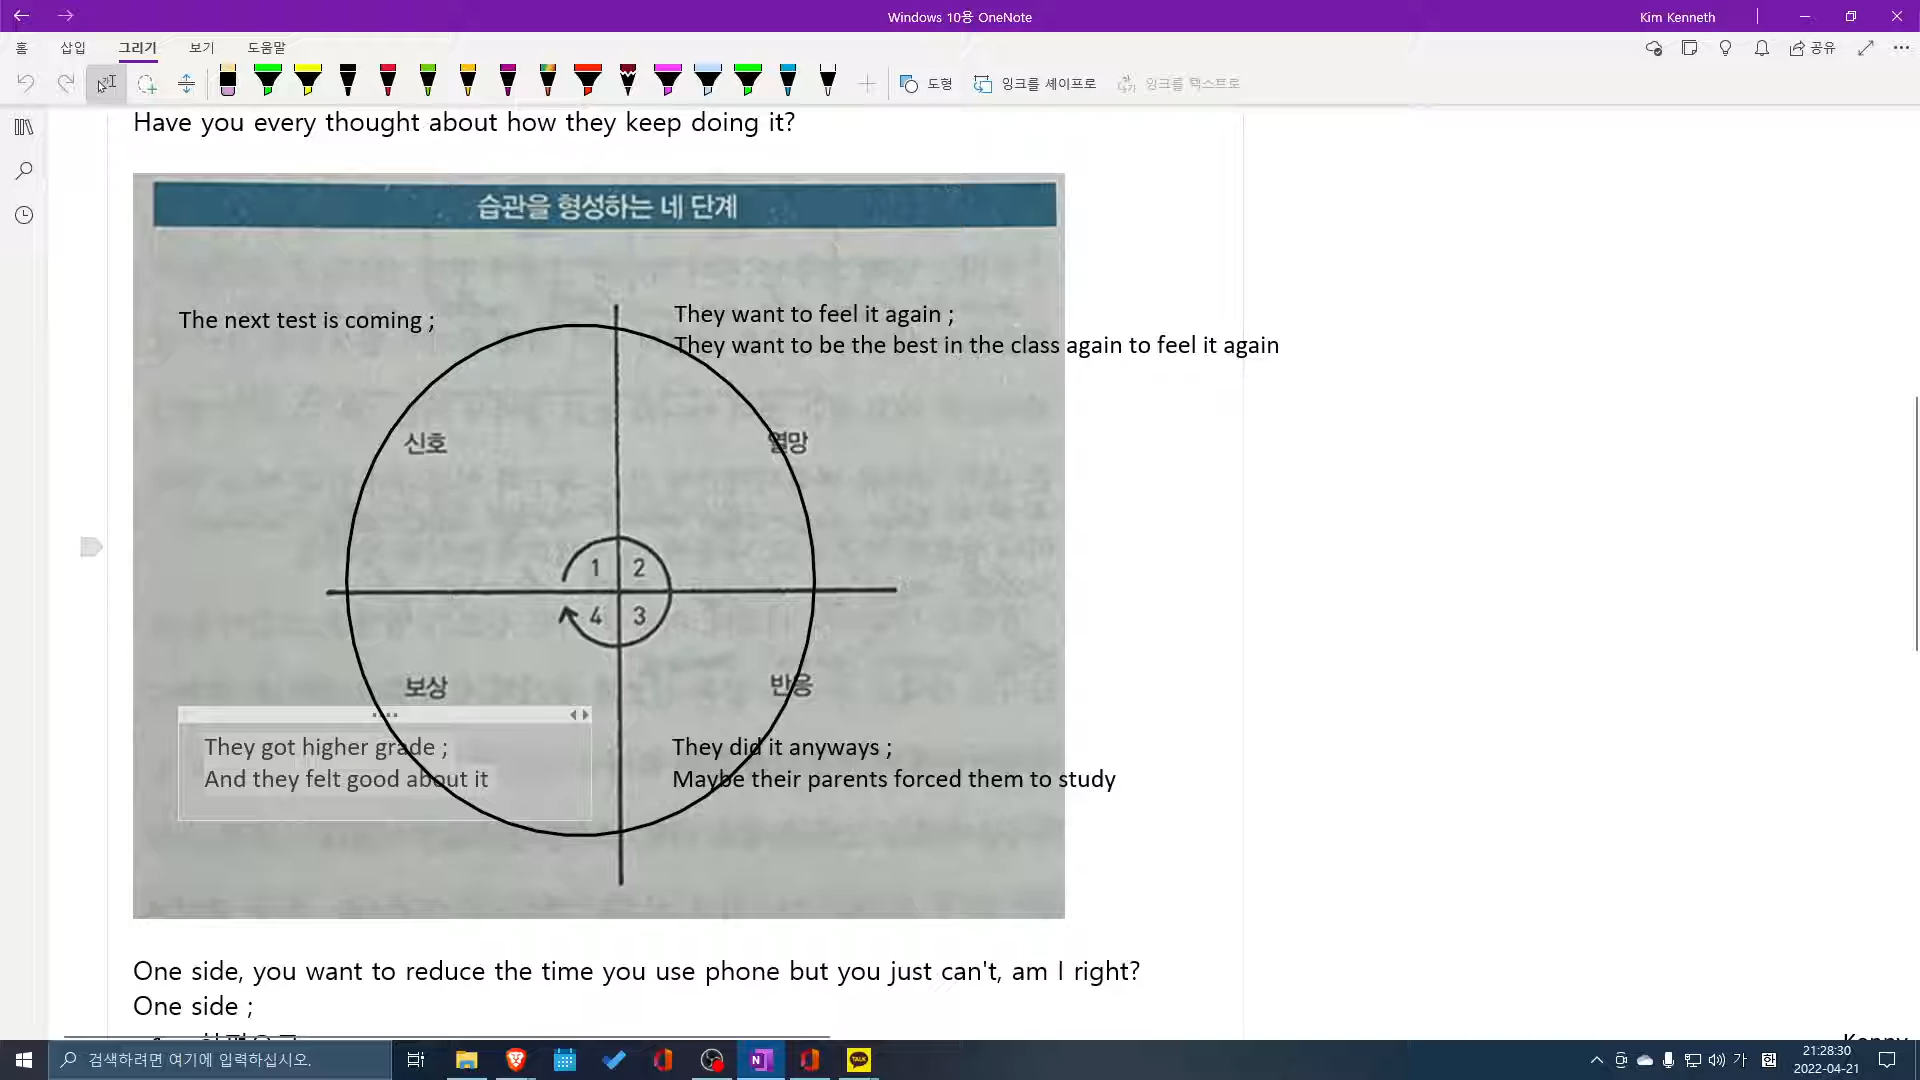 Windows 10용 OneNote
Kim Kenneth
홈 삽입 그리기 보기 도움말
공유
도형 잉크를 셰이프로 잉크를 텍스트로
Have you every thought about how they keep doing it?
습관을 형성하는 네 단계
The next test is coming ;
They want to feel it again ;
They want to be the best in the class again to feel it again
신호 열망
1 2
4 3
보상 반응
They got higher grade ;
And they felt good about it
They did it anyways ;
Maybe their parents forced them to study
One side, you want to reduce the time you use phone but you just can't, am I right?
One side ;
검색하려면 여기에 입력하십시오.
TALK
가
21:28:30
2022-04-21